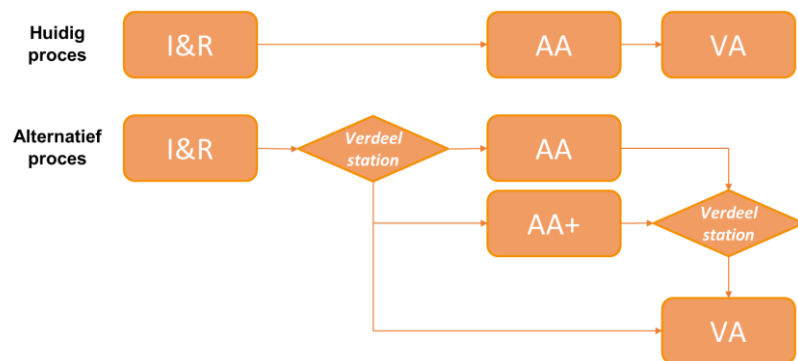 Huidig
proces
I&R
AA
VA
Alternatief
proces
I&R
Verdeel
station
AA
AA+
Verdeel
station
VA